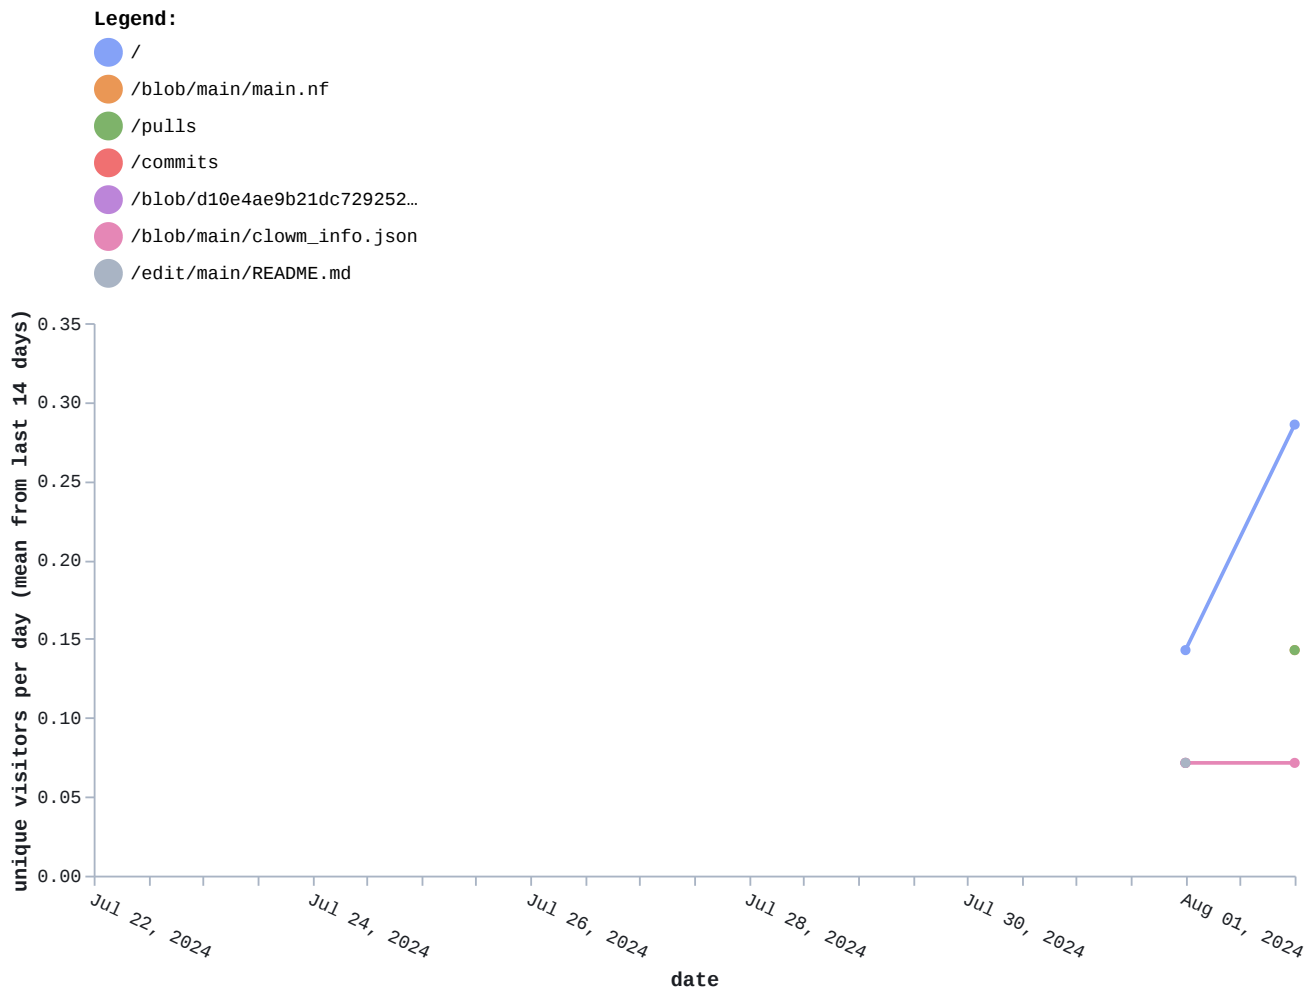 Legend:
/
/blob/main/main.nf
/pulls
/commits
/blob/d10e4ae9b21dc729252…
/blob/main/clowm_info.json
/edit/main/README.md
unique visitors per day (mean from last 14 days)
0.35
0.30
0.25
0.20
0.15
0.10
0.05
0.00
Jul 22, 2024
Jul 24, 2024
Jul 26, 2024
Jul 28, 2024
Jul 30, 2024
Aug 01, 2024
date